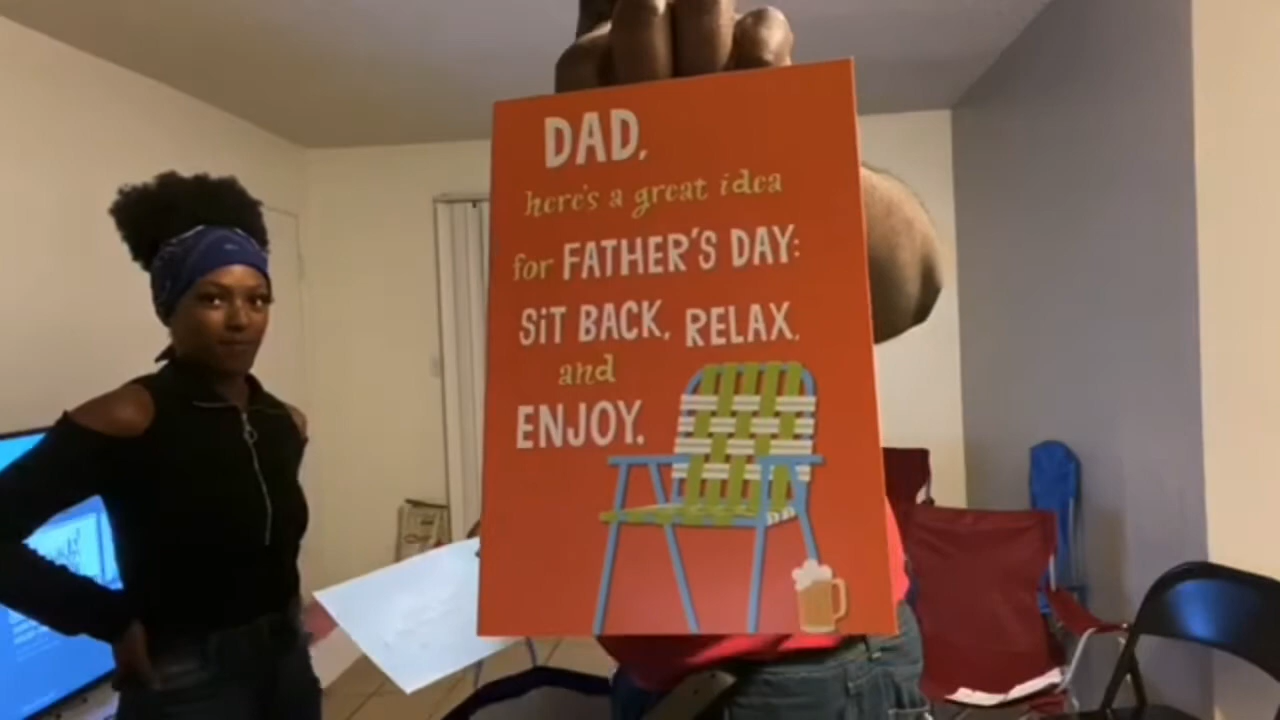 DAD,
here's a great idea
for FATHER'S DAY:
SiT BACK, RELAX,
and
ENJOY.